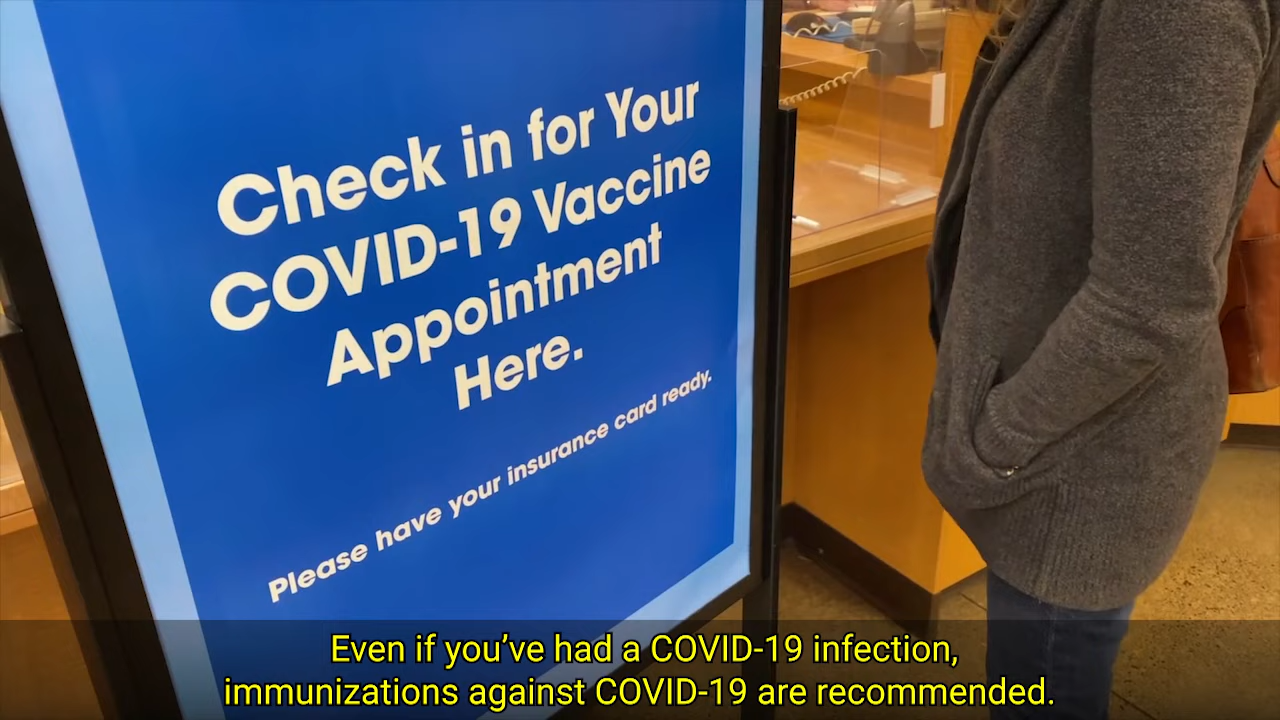 Check in for Your
COVID-19 Vaccine
Appointment
Here.
Please have your insurance card ready.
Even if you’ve had a COVID-19 infection,
immunizations against COVID-19 are recommended.